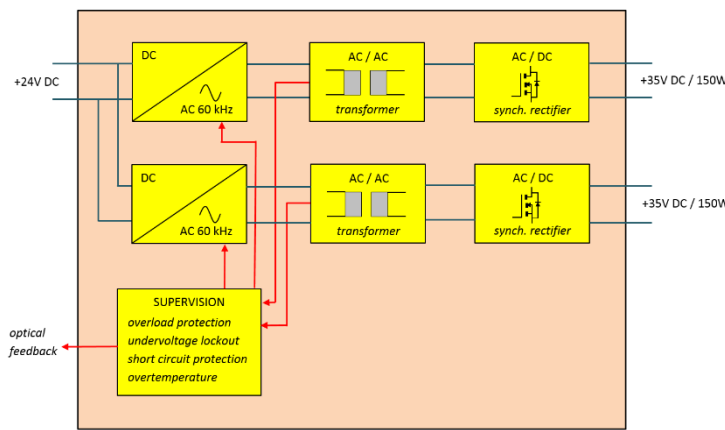 DC
AC 60 kHz
AC / AC
transformer
AC / DC
synch. rectifier
+24V DC
+35V DC / 150W
DC
AC 60 kHz
AC / AC
transformer
AC / DC
synch. rectifier
+35V DC / 150W
SUPERVISION
overload protection
undervoltage lockout
short circuit protection
overtemperature
optical
feedback